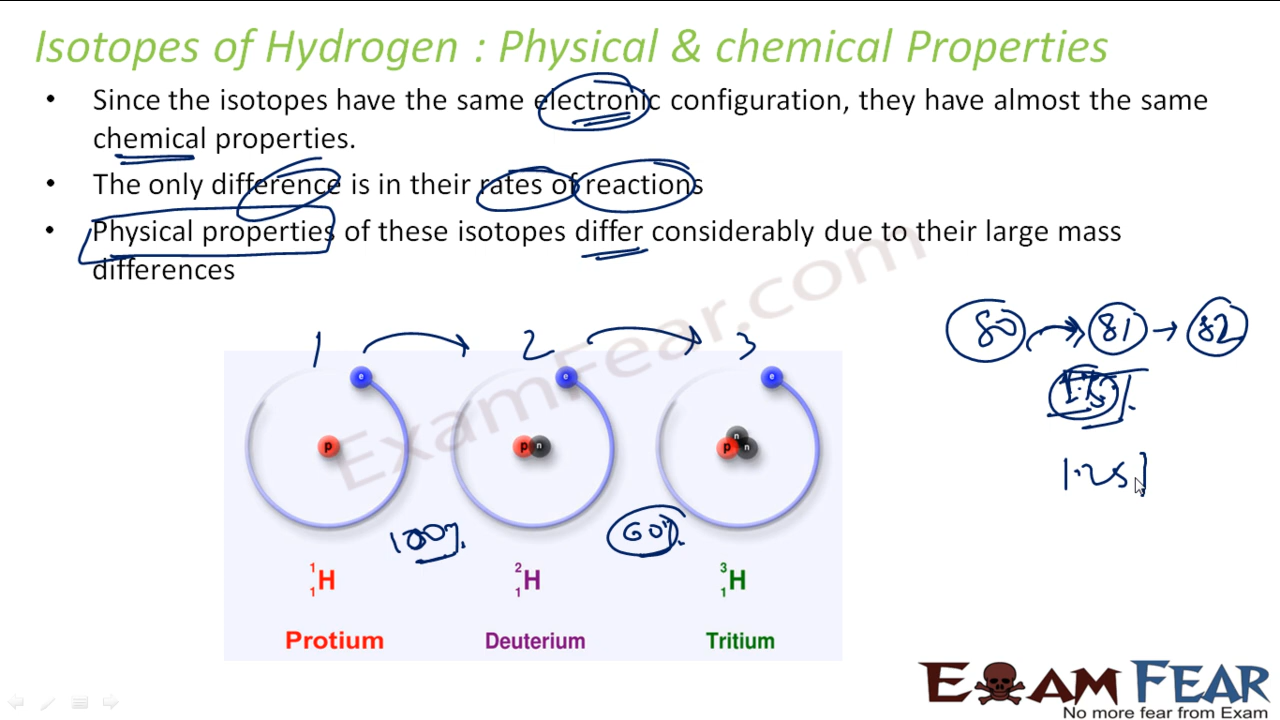 Isotopes of Hydrogen : Physical & chemical Properties
• Since the isotopes have the same electronic configuration, they have almost the same
chemical properties.
• The only difference is in their rates of reactions
• Physical properties of these isotopes differ considerably due to their large mass
differences
ExamFear.com
80 81 82
1 2 3
e e e
p p n p n n
100% 60%
1.25
1 1 H 2 1 H 3 1 H
Protium Deuterium Tritium
EXAM FEAR
No more fear from Exam